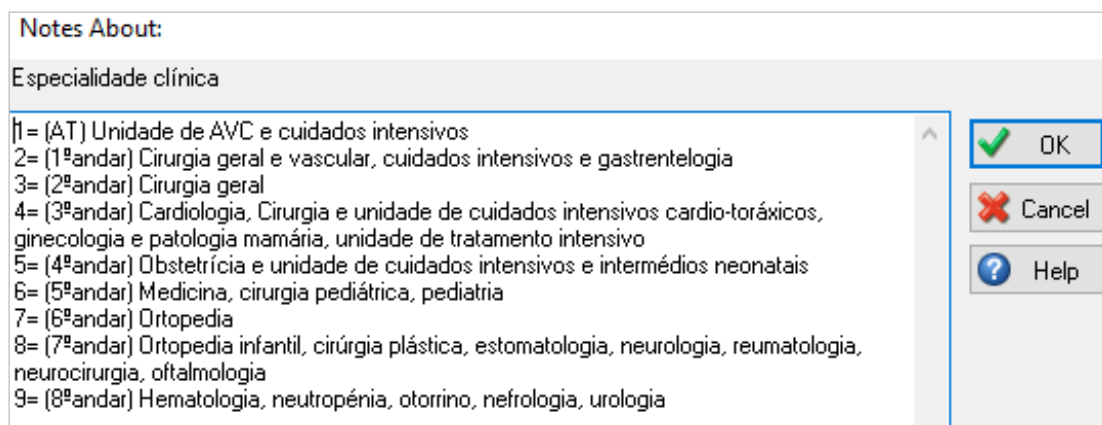 Notes About:
Especialidade clínica
1= (AT) Unidade de AVC e cuidados intensivos
2= (1ºandar) Cirurgia geral e vascular, cuidados intensivos e gastrentelogia
3= (2ºandar) Cirurgia geral
4= (3ºandar) Cardiologia, Cirurgia e unidade de cuidados intensivos cardio-toráxicos,
ginecologia e patologia mamária, unidade de tratamento intensivo
5= (4ºandar) Obstetrícia e unidade de cuidados intensivos e intermédios neonatais
6= (5ºandar) Medicina, cirurgia pediátrica, pediatria
7= (6ºandar) Ortopedia
8= (7ºandar) Ortopedia infantil, cirúrgia plástica, estomatologia, neurologia, reumatologia,
neurocirurgia, oftalmologia
9= (8ºandar) Hematologia, neutropénia, otorrino, nefrologia, urologia
OK
Cancel
Help